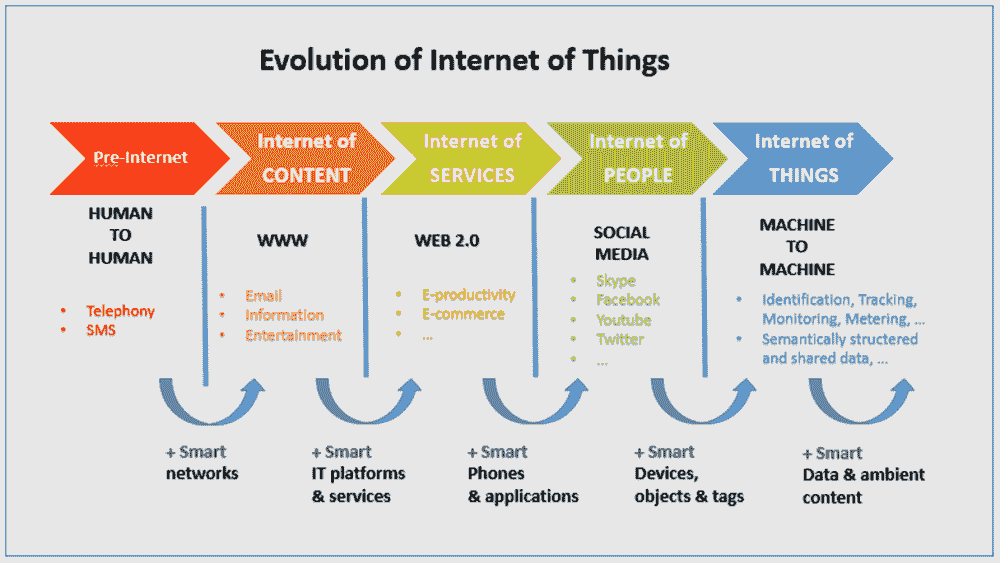 Evolution of Internet of Things
Pre-Internet
Internet of
CONTENT
Internet of
SERVICES
Internet of
PEOPLE
Internet of
THINGS
HUMAN
TO
HUMAN
• Telephony
• SMS
WWW
• Email
• Information
• Entertainment
WEB 2.0
• E-productivity
• E-commerce
• ...
SOCIAL
MEDIA
• Skype
• Facebook
• Youtube
• Twitter
• ...
MACHINE
TO
MACHINE
• Identification, Tracking,
Monitoring, Metering, ...
• Semantically structered
and shared data, ...
+ Smart
networks
+ Smart
IT platforms
& services
+ Smart
Phones
& applications
+ Smart
Devices,
objects & tags
+ Smart
Data & ambient
content